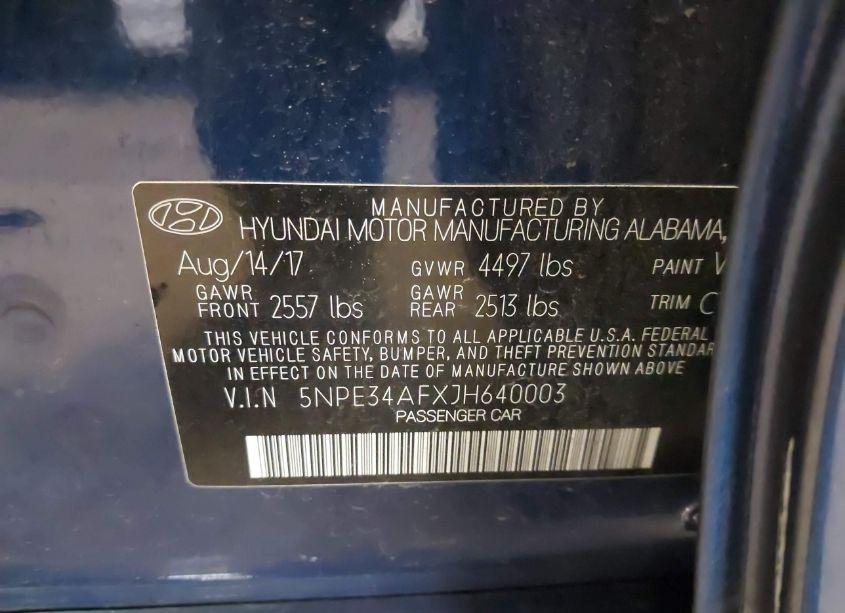 MANUFACTURED BY
HYUNDAI MOTOR MANUFACTURING ALABAMA,
Aug/14/17 GVWR 4497 lbs PAINT
GAWR FRONT 2557 lbs GAWR REAR 2513 lbs TRIM C
THIS VEHICLE CONFORMS TO ALL APPLICABLE U.S.A. FEDERAL
MOTOR VEHICLE SAFETY, BUMPER, AND THEFT PREVENTION STANDAR
IN EFFECT ON THE DATE OF MANUFACTURE SHOWN ABOVE
V.I.N 5NPE34AFXJH640003
PASSENGER CAR